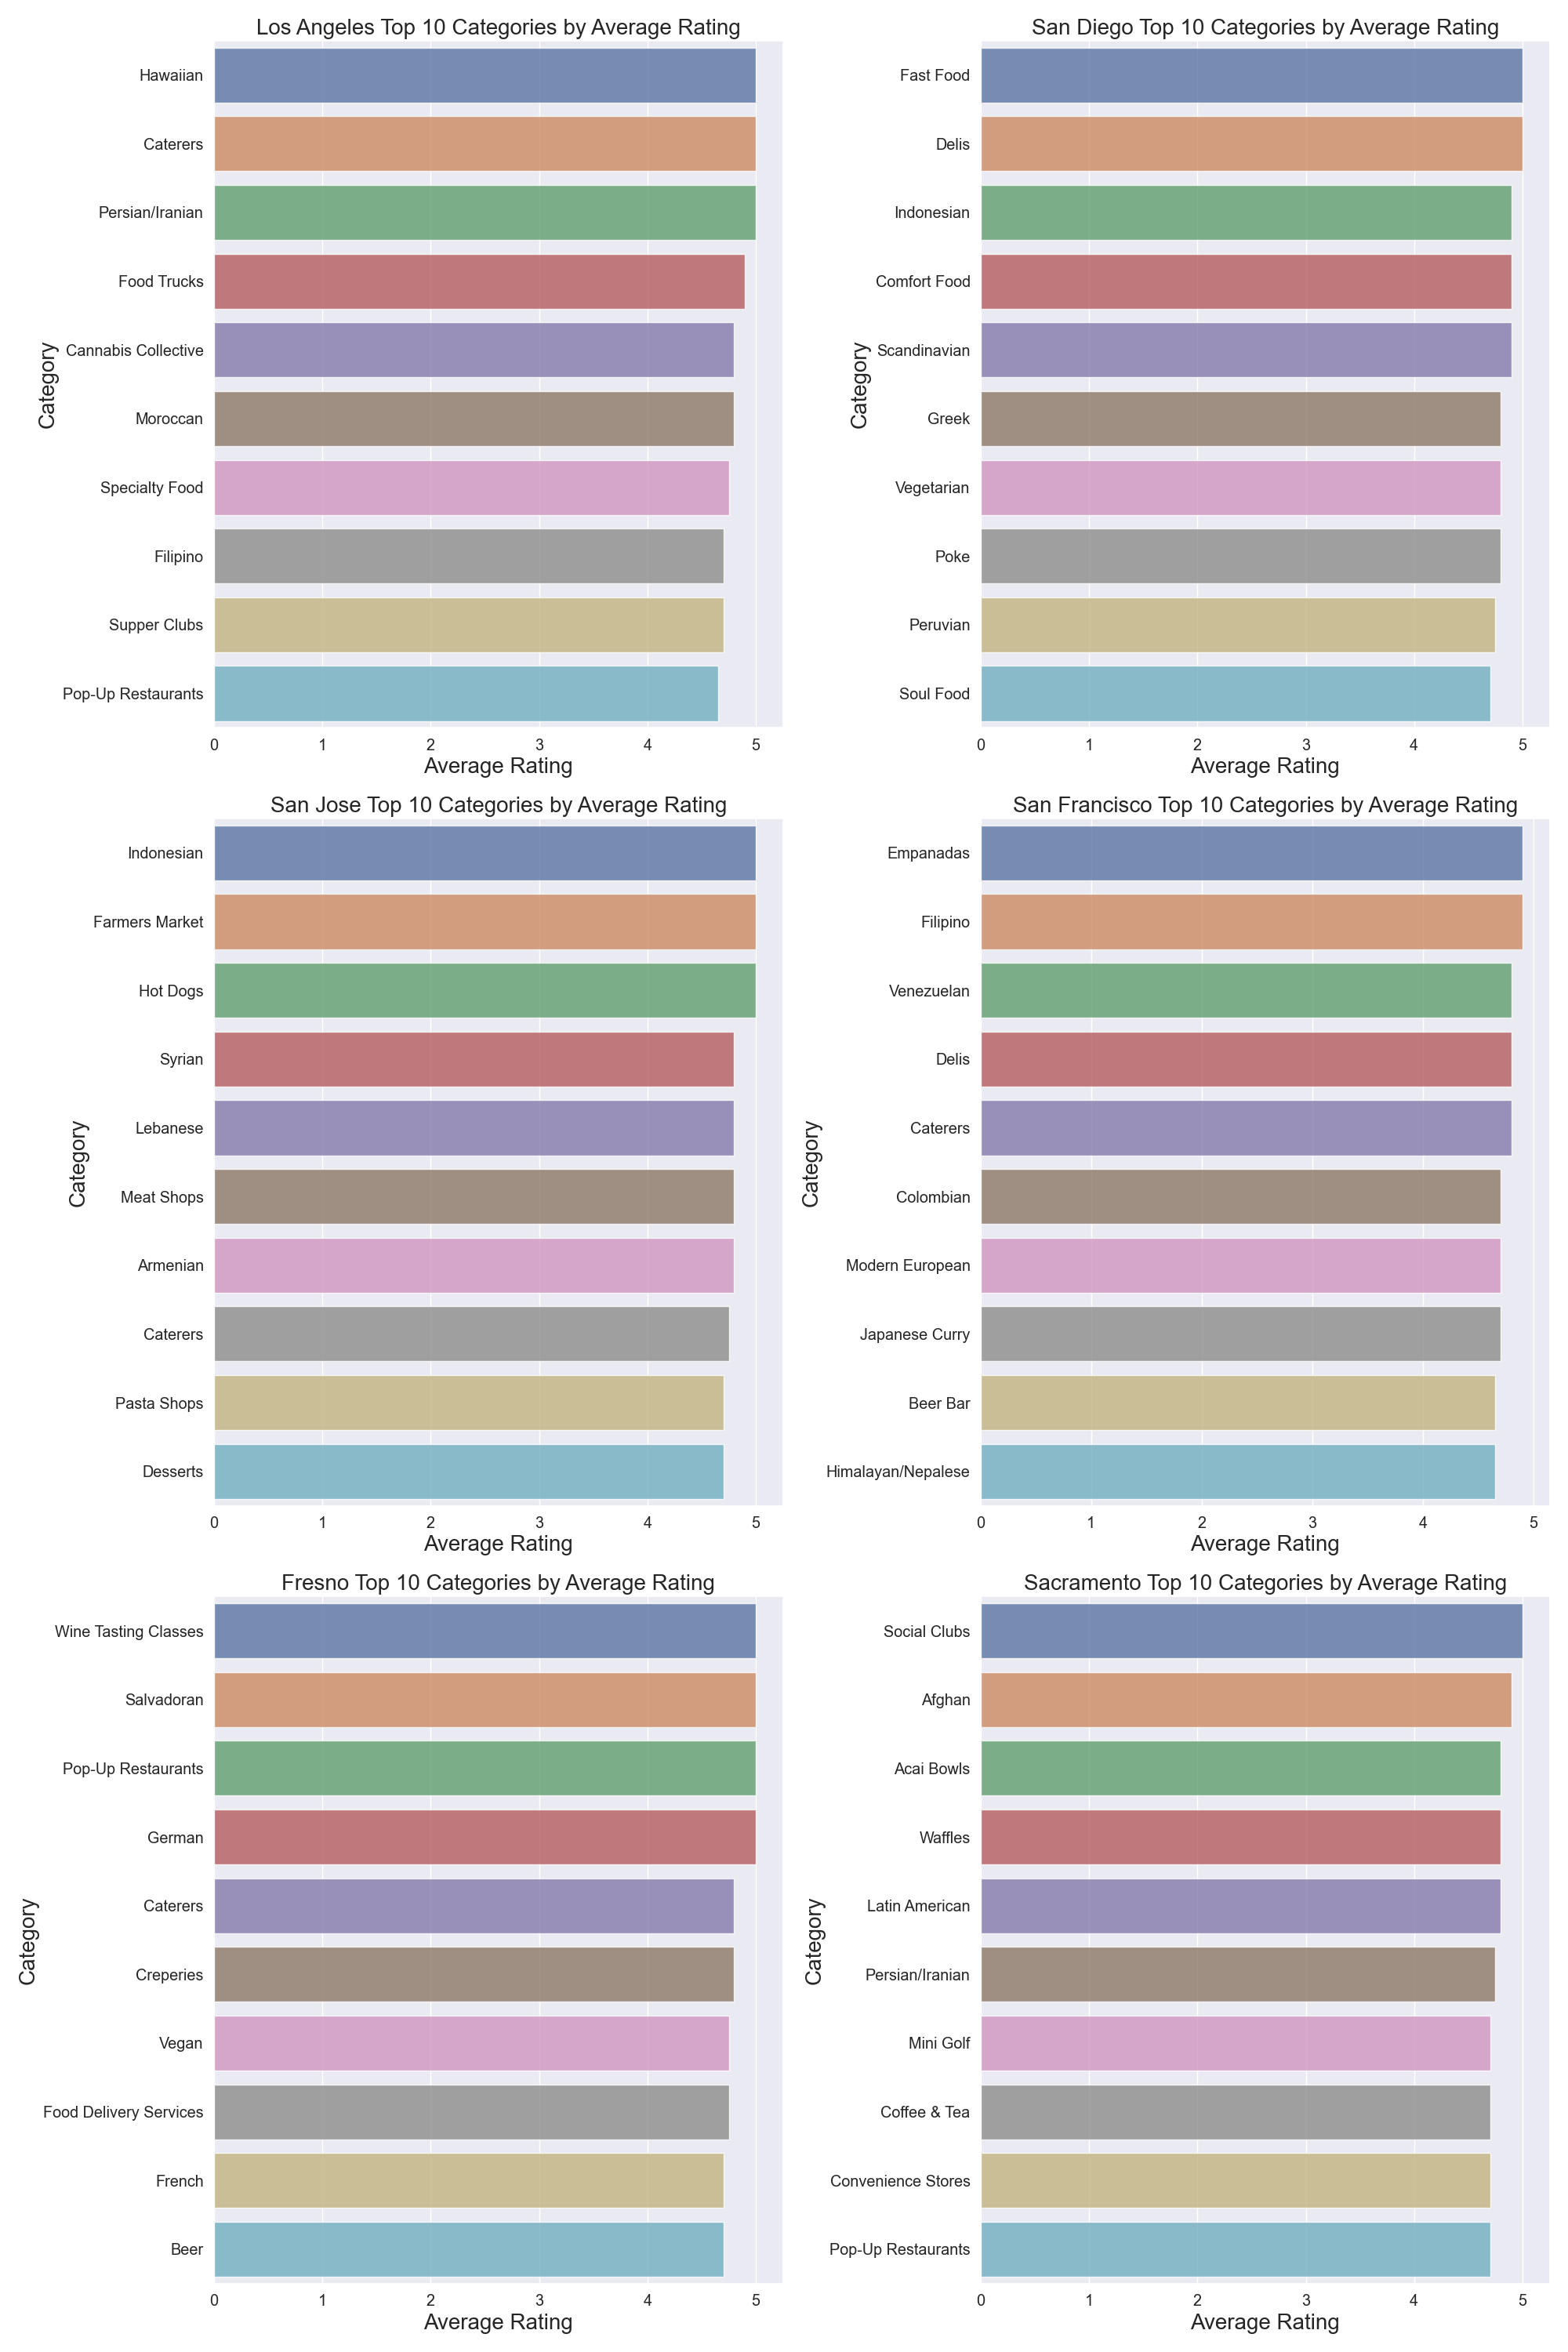 Los Angeles Top 10 Categories by Average Rating
Category
Hawaiian
Caterers
Persian/Iranian
Food Trucks
Cannabis Collective
Moroccan
Specialty Food
Filipino
Supper Clubs
Pop-Up Restaurants
0 1 2 3 4 5
Average Rating
San Diego Top 10 Categories by Average Rating
Category
Fast Food
Delis
Indonesian
Comfort Food
Scandinavian
Greek
Vegetarian
Poke
Peruvian
Soul Food
0 1 2 3 4 5
Average Rating
San Jose Top 10 Categories by Average Rating
Category
Indonesian
Farmers Market
Hot Dogs
Syrian
Lebanese
Meat Shops
Armenian
Caterers
Pasta Shops
Desserts
0 1 2 3 4 5
Average Rating
San Francisco Top 10 Categories by Average Rating
Category
Empanadas
Filipino
Venezuelan
Delis
Caterers
Colombian
Modern European
Japanese Curry
Beer Bar
Himalayan/Nepalese
0 1 2 3 4 5
Average Rating
Fresno Top 10 Categories by Average Rating
Category
Wine Tasting Classes
Salvadoran
Pop-Up Restaurants
German
Caterers
Creperies
Vegan
Food Delivery Services
French
Beer
0 1 2 3 4 5
Average Rating
Sacramento Top 10 Categories by Average Rating
Category
Social Clubs
Afghan
Acai Bowls
Waffles
Latin American
Persian/Iranian
Mini Golf
Coffee & Tea
Convenience Stores
Pop-Up Restaurants
0 1 2 3 4 5
Average Rating